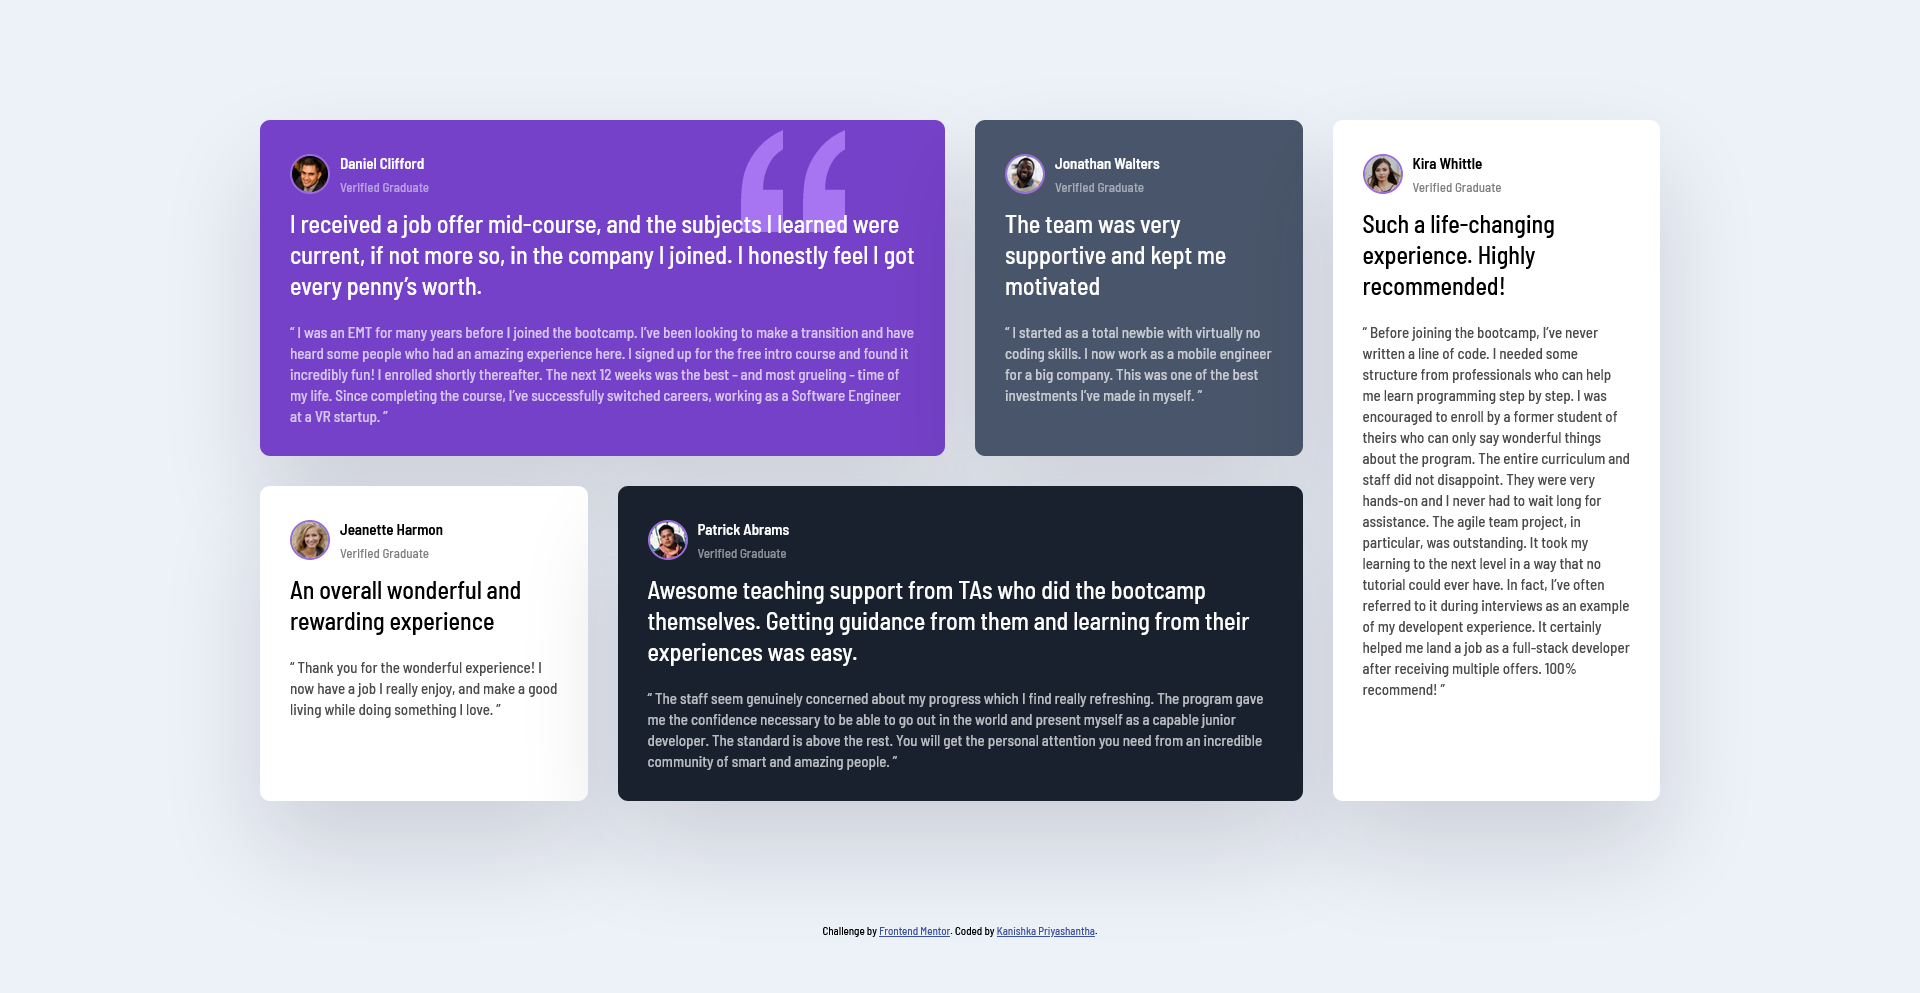 Daniel Clifford
Verified Graduate
I received a job offer mid-course, and the subjects I learned were
current, if not more so, in the company I joined. I honestly feel I got
every penny’s worth.
“ I was an EMT for many years before I joined the bootcamp. I’ve been looking to make a transition and have
heard some people who had an amazing experience here. I signed up for the free intro course and found it
incredibly fun! I enrolled shortly thereafter. The next 12 weeks was the best - and most grueling - time of
my life. Since completing the course, I’ve successfully switched careers, working as a Software Engineer
at a VR startup. ”
Jonathan Walters
Verified Graduate
The team was very
supportive and kept me
motivated
“ I started as a total newbie with virtually no
coding skills. I now work as a mobile engineer
for a big company. This was one of the best
investments I’ve made in myself. ”
Kira Whittle
Verified Graduate
Such a life-changing
experience. Highly
recommended!
“ Before joining the bootcamp, I’ve never
written a line of code. I needed some
structure from professionals who can help
me learn programming step by step. I was
encouraged to enroll by a former student of
theirs who can only say wonderful things
about the program. The entire curriculum and
staff did not disappoint. They were very
hands-on and I never had to wait long for
assistance. The agile team project, in
particular, was outstanding. It took my
learning to the next level in a way that no
tutorial could ever have. In fact, I’ve often
referred to it during interviews as an example
of my developent experience. It certainly
helped me land a job as a full-stack developer
after receiving multiple offers. 100%
recommend! ”
Jeanette Harmon
Verified Graduate
An overall wonderful and
rewarding experience
“ Thank you for the wonderful experience! I
now have a job I really enjoy, and make a good
living while doing something I love. ”
Patrick Abrams
Verified Graduate
Awesome teaching support from TAs who did the bootcamp
themselves. Getting guidance from them and learning from their
experiences was easy.
“ The staff seem genuinely concerned about my progress which I find really refreshing. The program gave
me the confidence necessary to be able to go out in the world and present myself as a capable junior
developer. The standard is above the rest. You will get the personal attention you need from an incredible
community of smart and amazing people. ”
Challenge by Frontend Mentor. Coded by Kanishka Priyashantha.